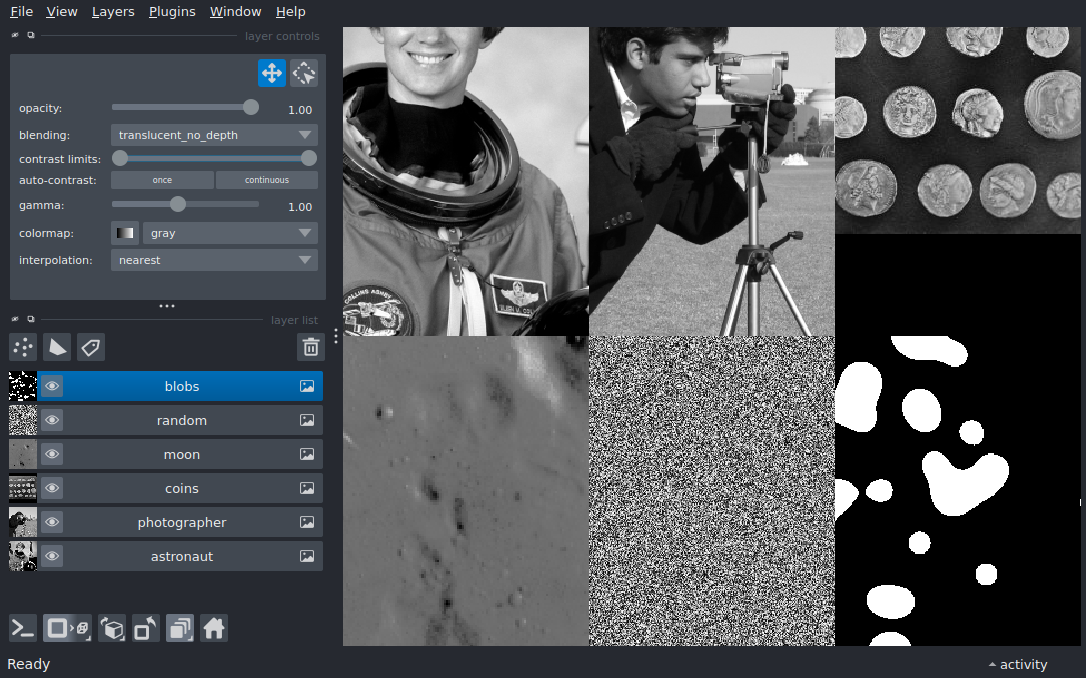 File View Layers Plugins Window Help
layer controls
opacity: 1.00
blending: translucent_no_depth
contrast limits:
auto-contrast: once continuous
gamma: 1.00
colormap: gray
interpolation: nearest
layer list
blobs
random
moon
coins
photographer
astronaut
Ready
activity